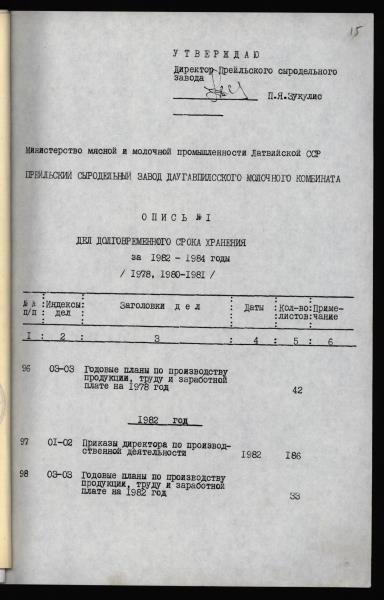 15
УТВЕРЖДАЮ
Директор Прейльского сыродельного
завода
П.Я.Зукулис
Министерство мясной и молочной промышленности Латвийской ССР
ПРЕЙЛЬСКИЙ СЫРОДЕЛЬНЫЙ ЗАВОД ДАУГАВПИЛССКОГО МОЛОЧНОГО КОМБИНАТА
ОПИСЬ №1
ДЕЛ ДОЛГОВРЕМЕННОГО СРОКА ХРАНЕНИЯ
за 1982 - 1984 годы
/ 1978, 1980-1981 /
№ № : Индексы: Заголовки дел : Даты : Кол-во: Приме-
п/п : дел : листов: чание
1 : 2 : 3 : 4 : 5 : 6
96 03-03 Годовые планы по производству
продукции, труду и заработной
плате на 1978 год 42
1982 год
97 01-02 Приказы директора по производ-
ственной деятельности 1982 186
98 03-03 Годовые планы по производству
продукции, труду и заработной
плате на 1982 год 33